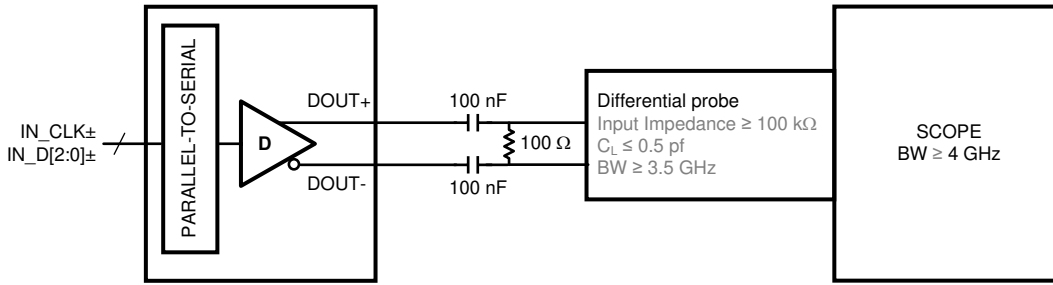 IN_CLK±
IN_D[2:0]±
PARALLEL-TO-SERIAL
D
DOUT+
DOUT-
100 nF
100 Ω
100 nF
Differential probe
Input Impedance ≥ 100 kΩ
C_L ≤ 0.5 pf
BW ≥ 3.5 GHz
SCOPE
BW ≥ 4 GHz